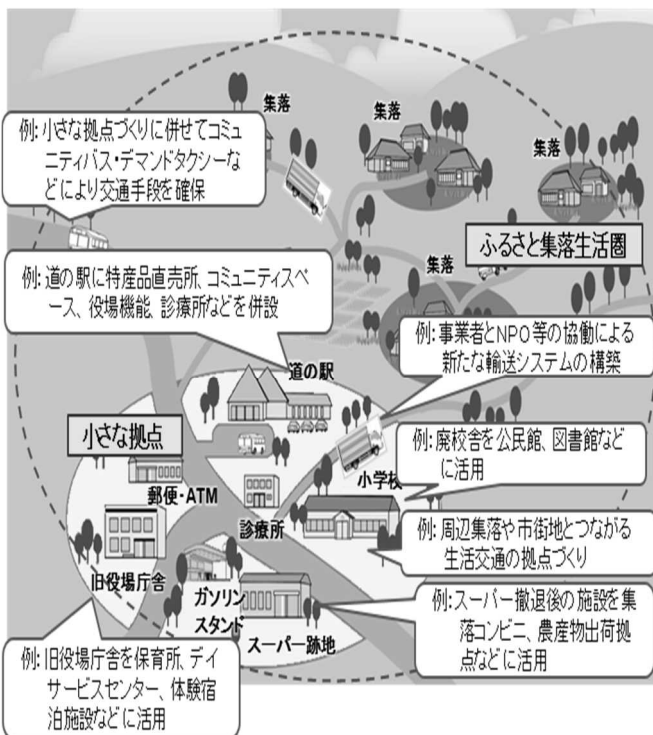 集落
集落
集落
例: 小さな拠点づくりに併せてコミュ
ニティバス・デマンドタクシーな
どにより交通手段を確保
ふるさと集落生活圏
集落
例: 道の駅に特産品直売所、コミュニティスペ
ース、役場機能、診療所などを併設
例: 事業者とNPO等の協働による
新たな輸送システムの構築
道の駅
小さな拠点
例: 廃校舎を公民館、図書館など
に活用
小学校
郵便・ATM
診療所
例: 周辺集落や市街地とつながる
生活交通の拠点づくり
旧役場庁舎
ガソリン
スタンド
スーパー跡地
例: スーパー撤退後の施設を集
落コンビニ、農産物出荷拠
点などに活用
例: 旧役場庁舎を保育所、デイ
サービスセンター、体験宿
泊施設などに活用